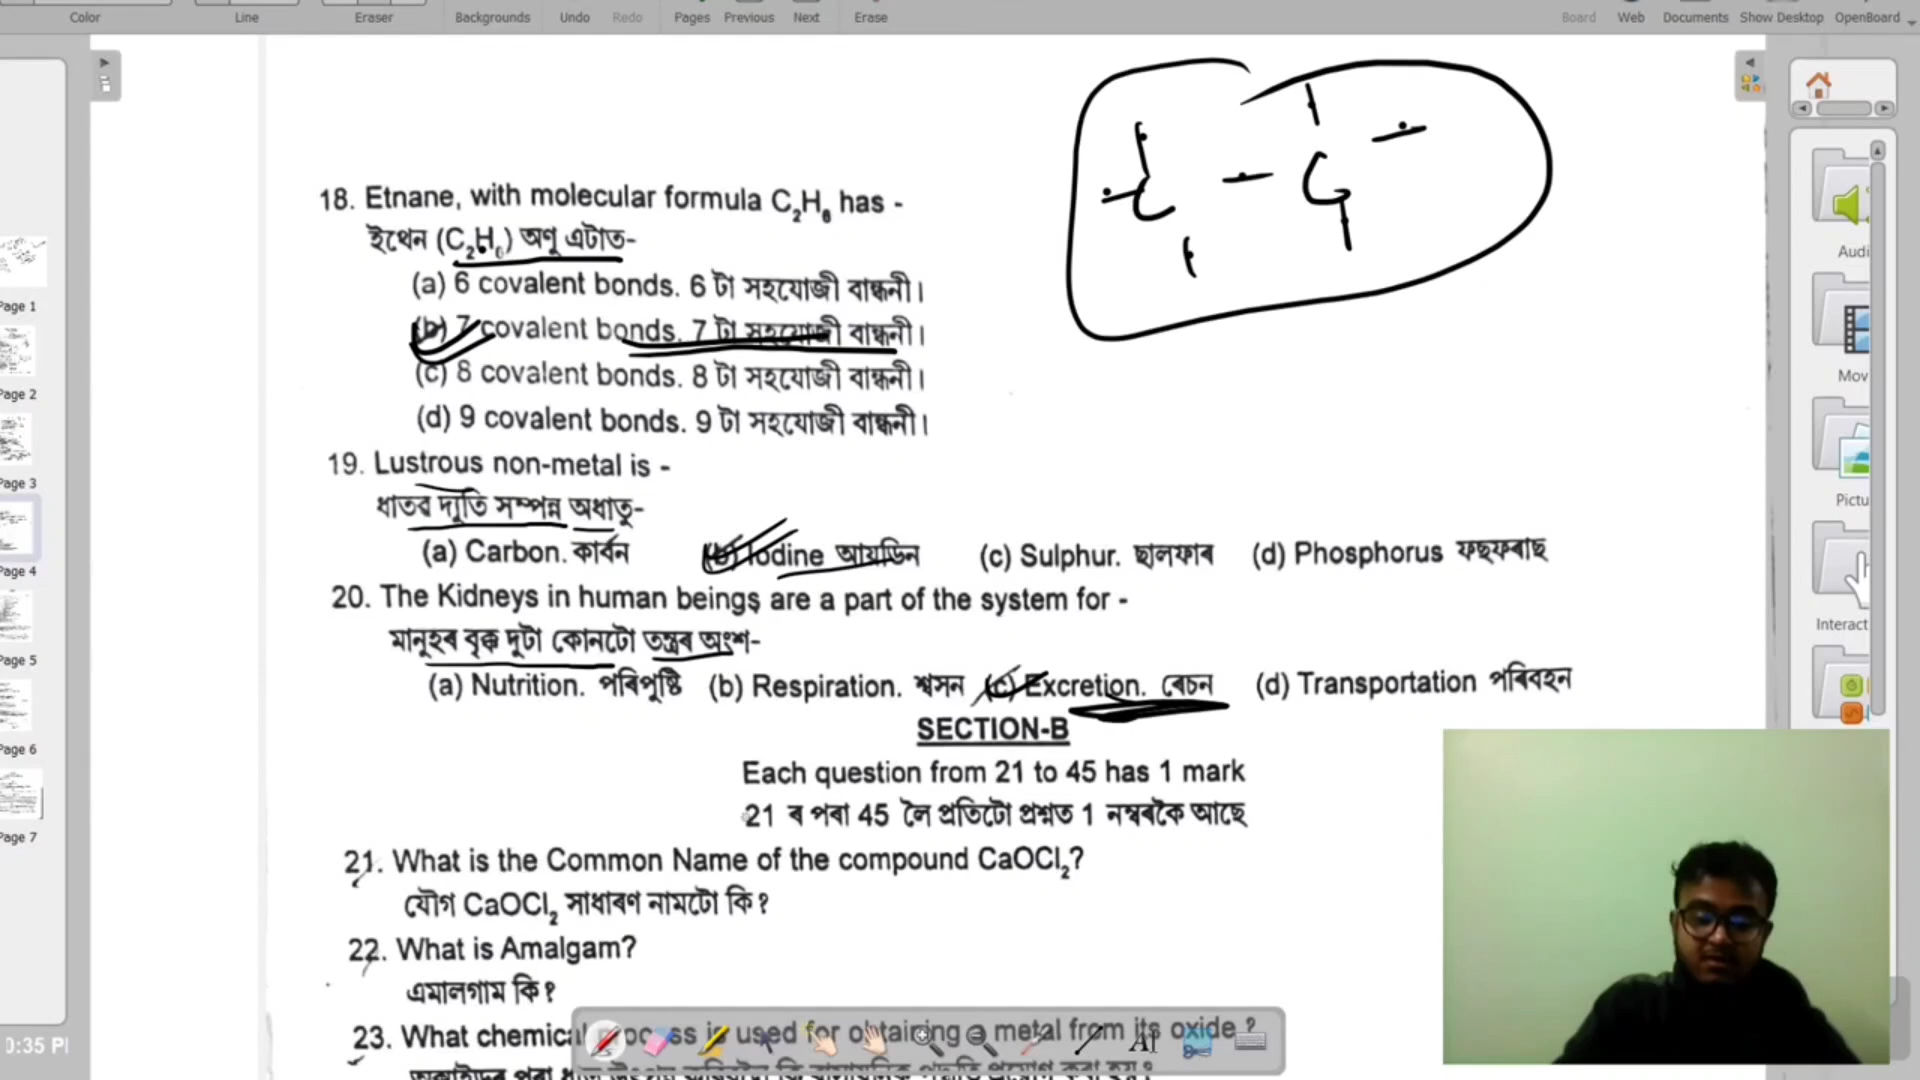 Color Line Eraser Backgrounds Undo Redo Pages Previous Next Erase Board Web Documents Show Desktop OpenBoard
18. Etnane, with molecular formula C₂H₆ has -
ইথেন (C₂H₆) অণু এটাত-
(a) 6 covalent bonds. 6 টা সহযোজী বান্ধনী।
(b) 7 covalent bonds. 7 টা সহযোজী বান্ধনী।
(c) 8 covalent bonds. 8 টা সহযোজী বান্ধনী।
(d) 9 covalent bonds. 9 টা সহযোজী বান্ধনী।
19. Lustrous non-metal is -
ধাতৱ দ্যুতি সম্পন্ন অধাতু-
(a) Carbon. কাৰ্বন (b) Iodine আয়ডিন (c) Sulphur. ছালফাৰ (d) Phosphorus ফছফৰাছ
20. The Kidneys in human beings are a part of the system for -
মানুহৰ বৃক্ক দুটা কোনটো তন্ত্ৰৰ অংশ-
(a) Nutrition. পৰিপুষ্টি (b) Respiration. শ্বসন (c) Excretion. ৰেচন (d) Transportation পৰিবহন
SECTION-B
Each question from 21 to 45 has 1 mark
21 ৰ পৰা 45 লৈ প্ৰতিটো প্ৰশ্নত 1 নম্বৰকৈ আছে
21. What is the Common Name of the compound CaOCl₂?
যৌগ CaOCl₂ সাধাৰণ নামটো কি?
22. What is Amalgam?
এমালগাম কি?
23. What chemical process is used for obtaining a metal from its oxide?
Page 1
Page 2
Page 3
Page 4
Page 5
Page 6
Page 7
0:35 P
Audi
Mov
Pictu
Interact